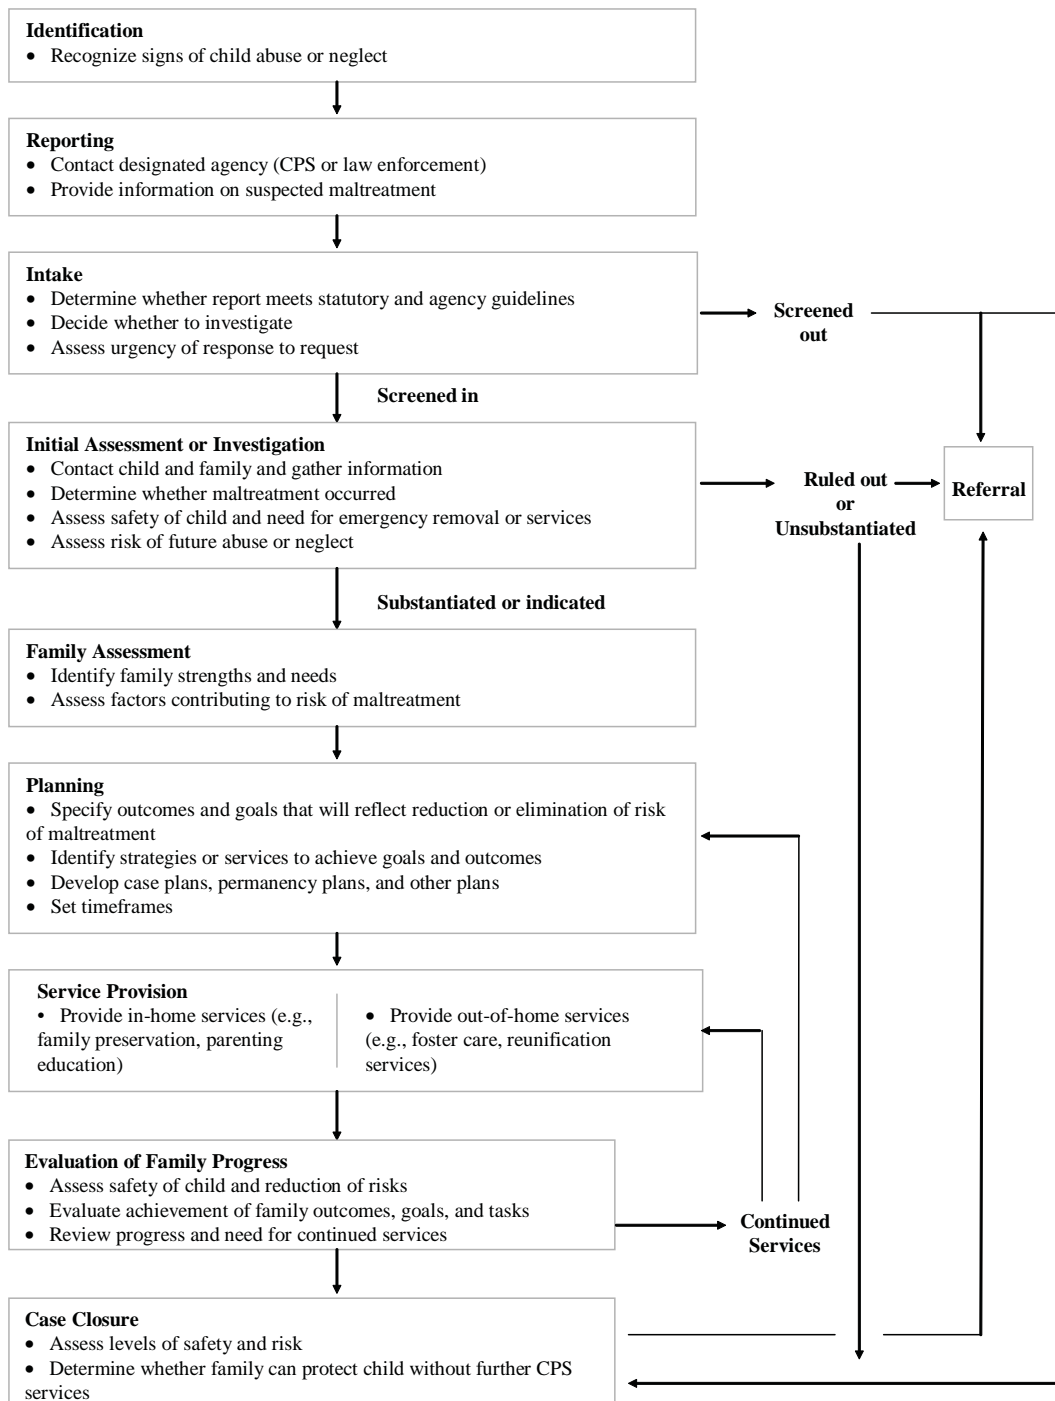 Identification
• Recognize signs of child abuse or neglect
Reporting
• Contact designated agency (CPS or law enforcement)
• Provide information on suspected maltreatment
Intake
• Determine whether report meets statutory and agency guidelines
• Decide whether to investigate
• Assess urgency of response to request
Screened
out
Screened in
Initial Assessment or Investigation
• Contact child and family and gather information
• Determine whether maltreatment occurred
• Assess safety of child and need for emergency removal or services
• Assess risk of future abuse or neglect
Ruled out
or
Unsubstantiated
Referral
Substantiated or indicated
Family Assessment
• Identify family strengths and needs
• Assess factors contributing to risk of maltreatment
Planning
• Specify outcomes and goals that will reflect reduction or elimination of risk
of maltreatment
• Identify strategies or services to achieve goals and outcomes
• Develop case plans, permanency plans, and other plans
• Set timeframes
Service Provision
• Provide in-home services (e.g.,
family preservation, parenting
education)
• Provide out-of-home services
(e.g., foster care, reunification
services)
Evaluation of Family Progress
• Assess safety of child and reduction of risks
• Evaluate achievement of family outcomes, goals, and tasks
• Review progress and need for continued services
Continued
Services
Case Closure
• Assess levels of safety and risk
• Determine whether family can protect child without further CPS
services